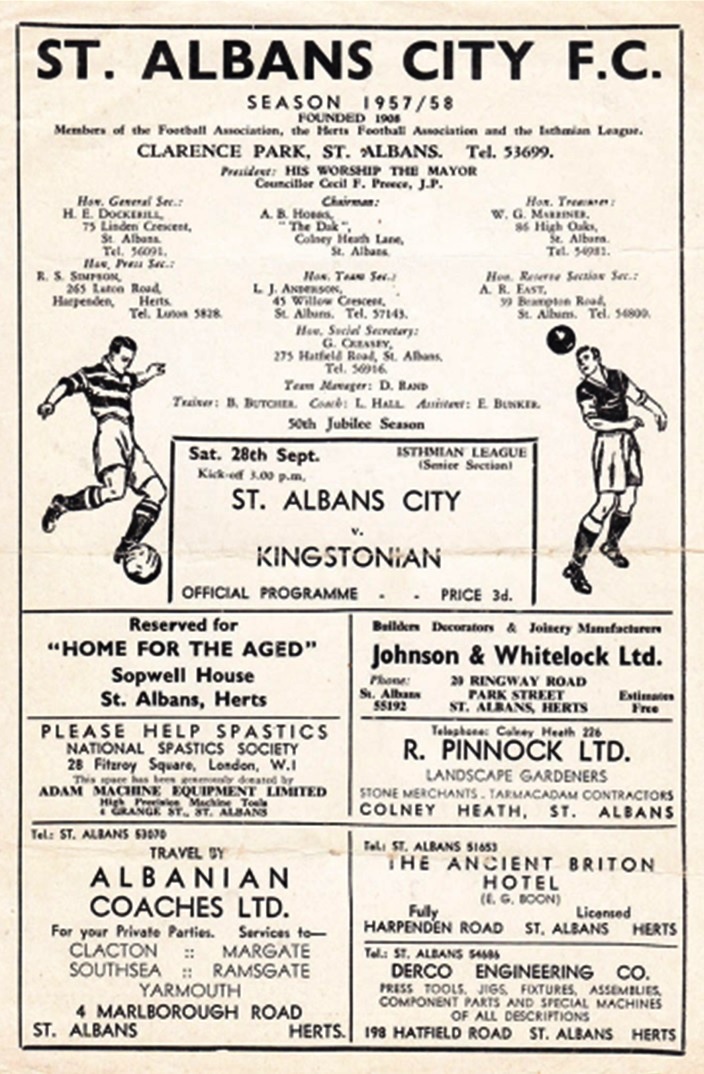 ST. ALBANS CITY F.C.
SEASON 1957/58
FOUNDED 1908
Members of the Football Association, the Herts Football Association and the Isthmian League.
CLARENCE PARK, ST. ALBANS. Tel. 53699.
President: HIS WORSHIP THE MAYOR
Councillor Cecil F. Preece, J.P.
Hon. General Sec.:
H. E. DOCKERILL,
75 Linden Crescent,
St. Albans.
Tel. 56091.
Chairman:
A. B. HOBBS,
"The Dak",
Colney Heath Lane,
St. Albans.
Hon. Treasurer:
W. G. MARRINER,
86 High Oaks,
St. Albans.
Tel. 54981.
Hon. Press Sec.:
R. S. SIMPSON,
265 Luton Road,
Harpenden, Herts.
Tel. Luton 5828.
Hon. Team Sec.:
L. J. ANDERSON,
45 Willow Crescent,
St. Albans. Tel. 57143.
Hon. Reserve Section Sec.:
A. R. EAST,
39 Brampton Road,
St. Albans. Tel. 54800.
Hon. Social Secretary:
G. CREASEY,
275 Hatfield Road, St. Albans.
Tel. 56916.
Team Manager: D. RAND
Trainer: B. BUTCHER. Coach: L. HALL. Assistant: E. BUNKER.
50th Jubilee Season
Sat. 28th Sept.
Kick-off 3.00 p.m.
ISTHMIAN LEAGUE
(Senior Section)
ST. ALBANS CITY
v.
KINGSTONIAN
OFFICIAL PROGRAMME - - PRICE 3d.
Reserved for
"HOME FOR THE AGED"
Sopwell House
St. Albans, Herts
Builders Decorators & Joinery Manufacturers
Johnson & Whitelock Ltd.
Phone:
St. Albans
55192
20 RINGWAY ROAD
PARK STREET
ST. ALBANS, HERTS
Estimates
Free
PLEASE HELP SPASTICS
NATIONAL SPASTICS SOCIETY
28 Fitzroy Square, London, W.1
This space has been generously donated by
ADAM MACHINE EQUIPMENT LIMITED
High Precision Machine Tools
GRANGE ST., ST. ALBANS
Telephone: Colney Heath 226
R. PINNOCK LTD.
LANDSCAPE GARDENERS
STONE MERCHANTS . TARMACADAM CONTRACTORS
COLNEY HEATH, ST. ALBANS
Tel.: ST. ALBANS 53070
TRAVEL BY
ALBANIAN
COACHES LTD.
For your Private Parties. Services to—
CLACTON :: MARGATE
SOUTHSEA :: RAMSGATE
YARMOUTH
4 MARLBOROUGH ROAD
ST. ALBANS HERTS.
Tel.: ST. ALBANS 51653
THE ANCIENT BRITON
HOTEL
(E. G. BOON)
Fully Licensed
HARPENDEN ROAD ST. ALBANS HERTS
Tel.: ST. ALBANS 54686
DERCO ENGINEERING CO.
PRESS TOOLS, JIGS, FIXTURES, ASSEMBLIES,
COMPONENT PARTS AND SPECIAL MACHINES
OF ALL DESCRIPTIONS
198 HATFIELD ROAD ST. ALBANS HERTS